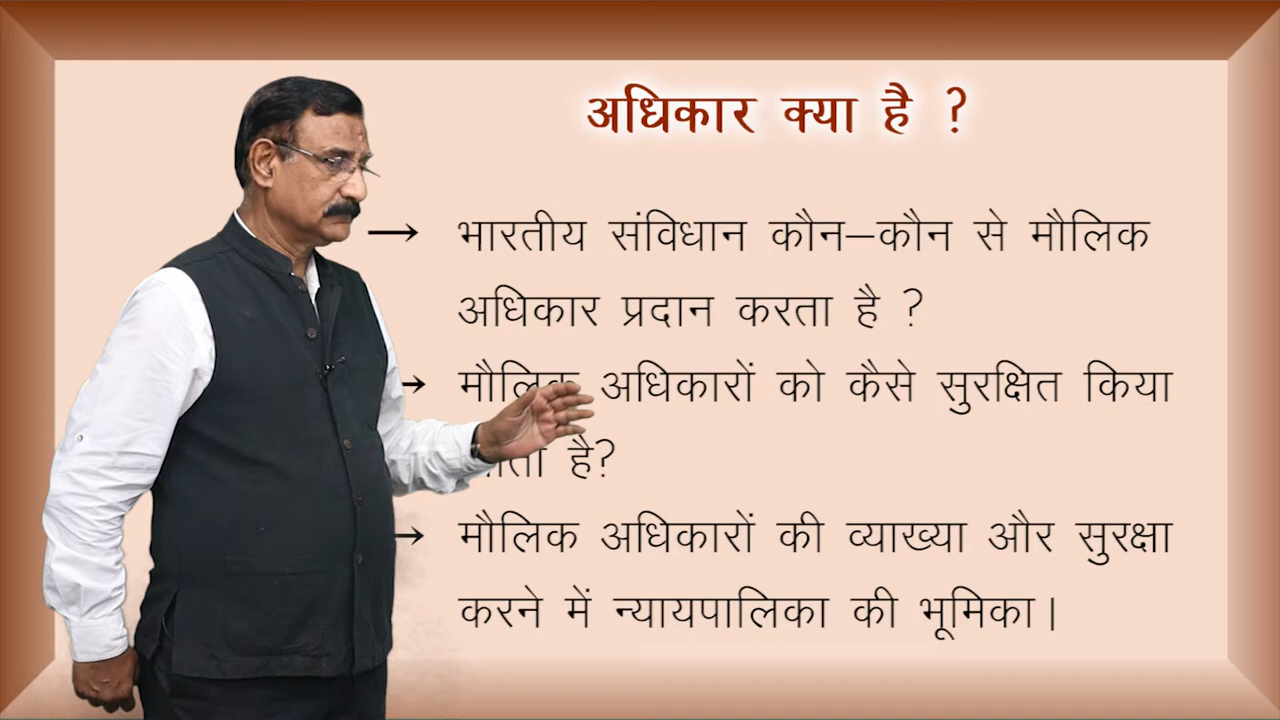 अधिकार क्या है ?
→ भारतीय संविधान कौन–कौन से मौलिक
अधिकार प्रदान करता है ?
→ मौलिक अधिकारों को कैसे सुरक्षित किया
है?
→ मौलिक अधिकारों की व्याख्या और सुरक्षा
करने में न्यायपालिका की भूमिका।